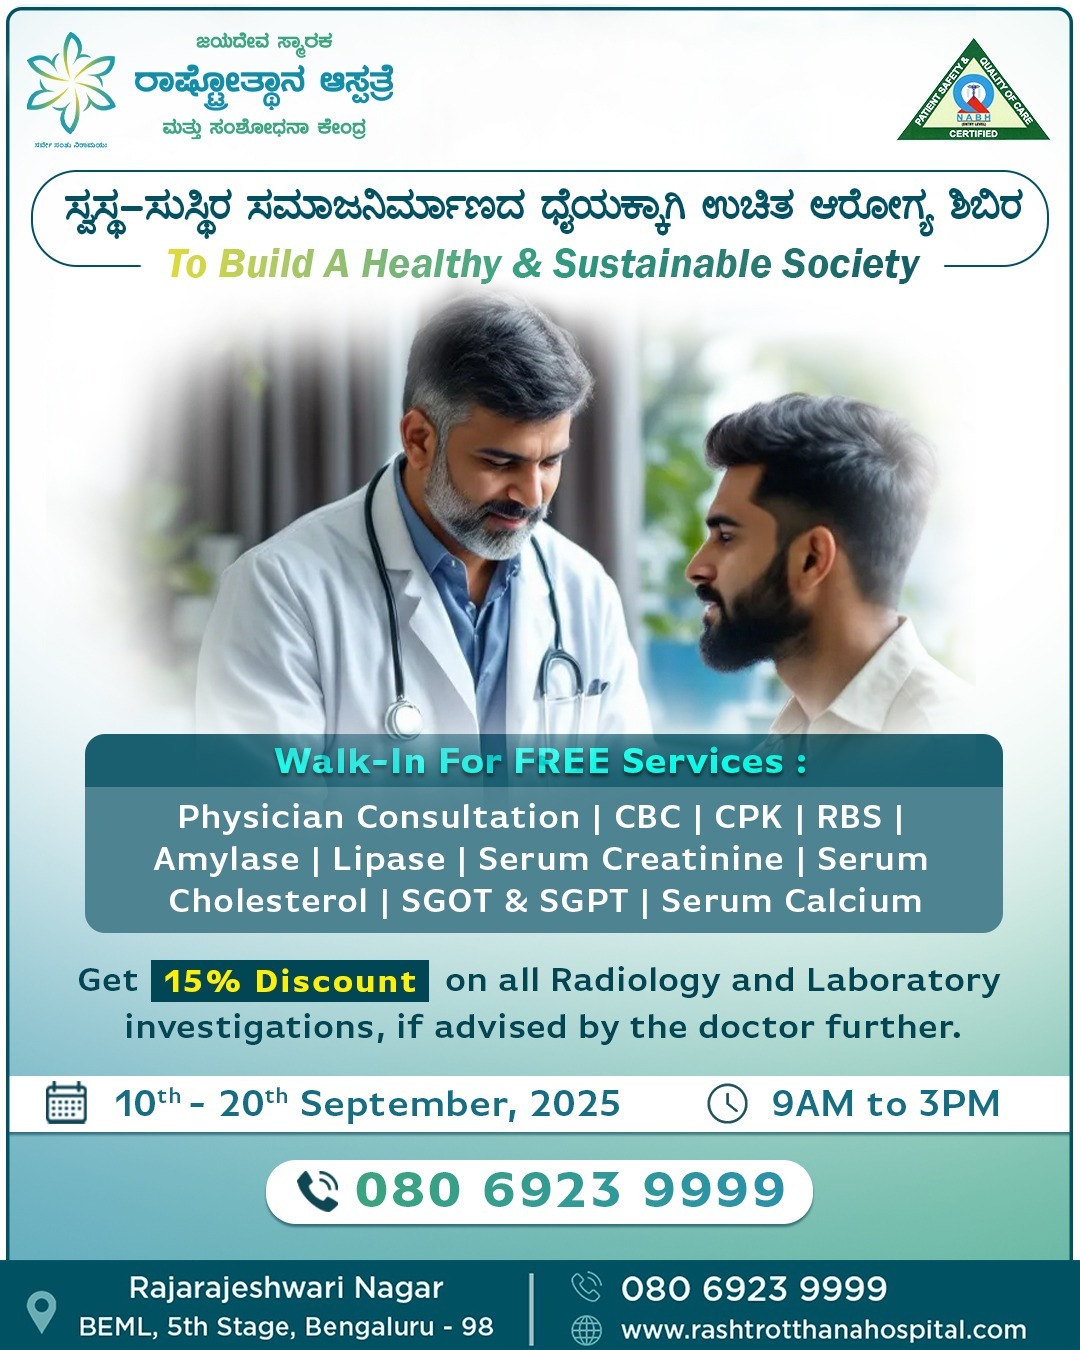 ಜಯದೇವ ಸ್ಮಾರಕ
ರಾಷ್ಟ್ರೋತ್ಥಾನ ಆಸ್ಪತ್ರೆ
ಮತ್ತು ಸಂಶೋಧನಾ ಕೇಂದ್ರ
ಸರ್ವೇ ಸಂತು ನಿರಾಮಯಃ
PATIENT SAFETY & QUALITY OF CARE
NABH
(ENTRY LEVEL)
CERTIFIED
ಸ್ವಸ್ಥ-ಸುಸ್ಥಿರ ಸಮಾಜನಿರ್ಮಾಣದ ಧ್ಯೇಯಕ್ಕಾಗಿ ಉಚಿತ ಆರೋಗ್ಯ ಶಿಬಿರ
To Build A Healthy & Sustainable Society
Walk-In For FREE Services :
Physician Consultation | CBC | CPK | RBS |
Amylase | Lipase | Serum Creatinine | Serum
Cholesterol | SGOT & SGPT | Serum Calcium
Get 15% Discount on all Radiology and Laboratory
investigations, if advised by the doctor further.
10th - 20th September, 2025 9AM to 3PM
080 6923 9999
Rajarajeshwari Nagar
BEML, 5th Stage, Bengaluru - 98
080 6923 9999
www.rashtrotthanahospital.com